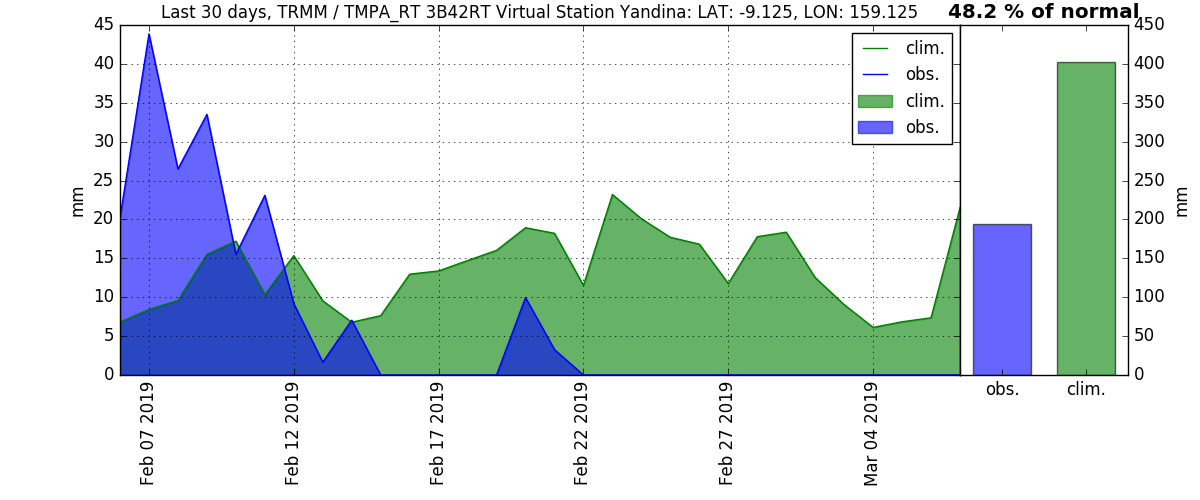 Last 30 days, TRMM / TMPA_RT 3B42RT Virtual Station Yandina: LAT: -9.125, LON: 159.125
48.2 % of normal
45
40
35
30
25
20
15
10
5
0
mm
clim.
obs.
clim.
obs.
Feb 07 2019
Feb 12 2019
Feb 17 2019
Feb 22 2019
Feb 27 2019
Mar 04 2019
450
400
350
300
250
200
150
100
50
0
mm
obs.
clim.